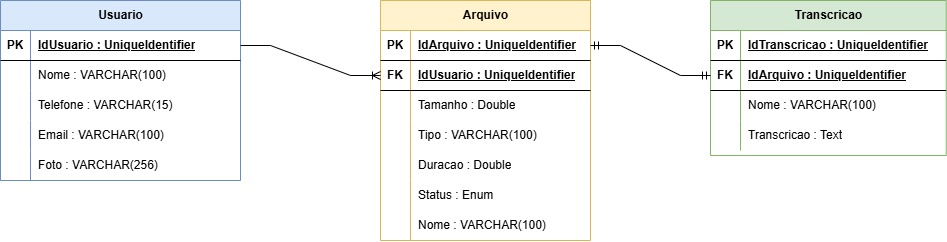 Usuario
PK IdUsuario : UniqueIdentifier
Nome : VARCHAR(100)
Telefone : VARCHAR(15)
Email : VARCHAR(100)
Foto : VARCHAR(256)
Arquivo
PK IdArquivo : UniqueIdentifier
FK IdUsuario : UniqueIdentifier
Tamanho : Double
Tipo : VARCHAR(100)
Duracao : Double
Status : Enum
Nome : VARCHAR(100)
Transcricao
PK IdTranscricao : UniqueIdentifier
FK IdArquivo : UniqueIdentifier
Nome : VARCHAR(100)
Transcricao : Text